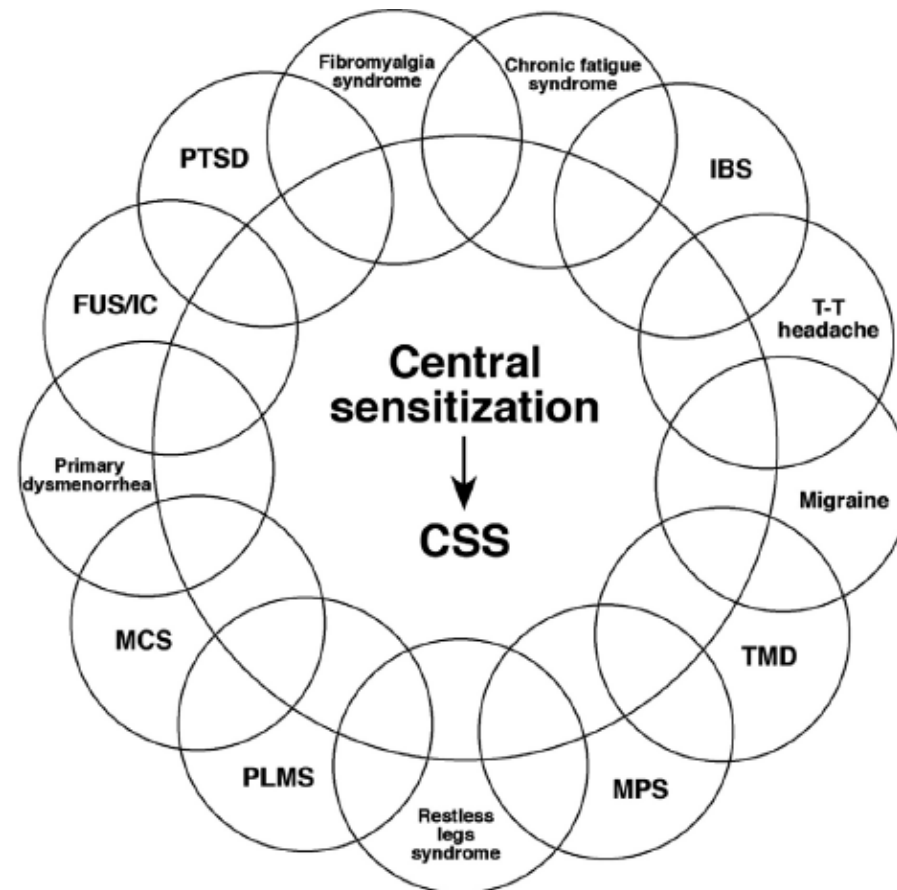 Fibromyalgia
syndrome
Chronic fatigue
syndrome
PTSD
IBS
FUS/IC
T-T
headache
Central
sensitization
CSS
Primary
dysmenorrhea
Migraine
MCS
TMD
PLMS
MPS
Restless
legs
syndrome